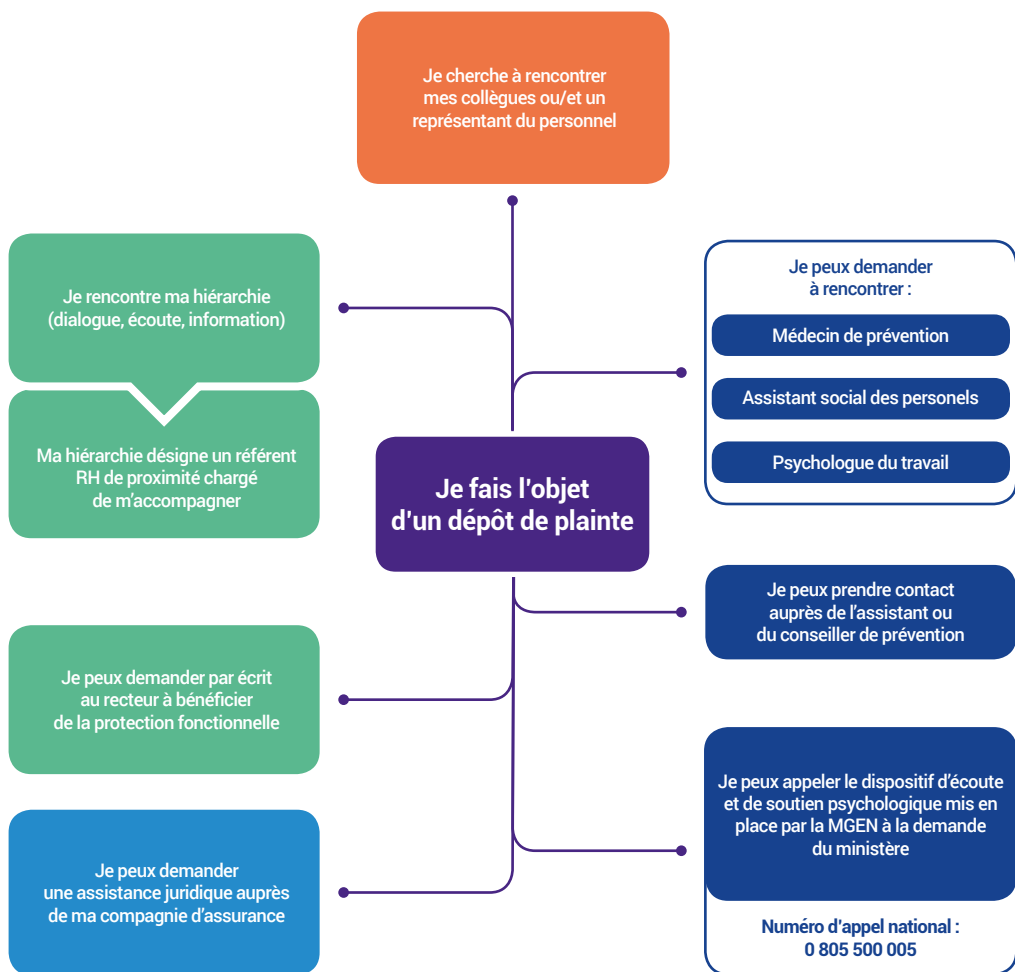 Je cherche à rencontrer
mes collègues ou/et un
représentant du personnel
Je rencontre ma hiérarchie
(dialogue, écoute, information)
Ma hiérarchie désigne un référent
RH de proximité chargé
de m’accompagner
Je peux demander
à rencontrer :
Médecin de prévention
Assistant social des personels
Psychologue du travail
Je fais l'objet
d'un dépôt de plainte
Je peux prendre contact
auprès de l’assistant ou
du conseiller de prévention
Je peux demander par écrit
au recteur à bénéficier
de la protection fonctionnelle
Je peux appeler le dispositif d’écoute
et de soutien psychologique mis en
place par la MGEN à la demande
du ministère
Numéro d’appel national :
0 805 500 005
Je peux demander
une assistance juridique auprès
de ma compagnie d’assurance